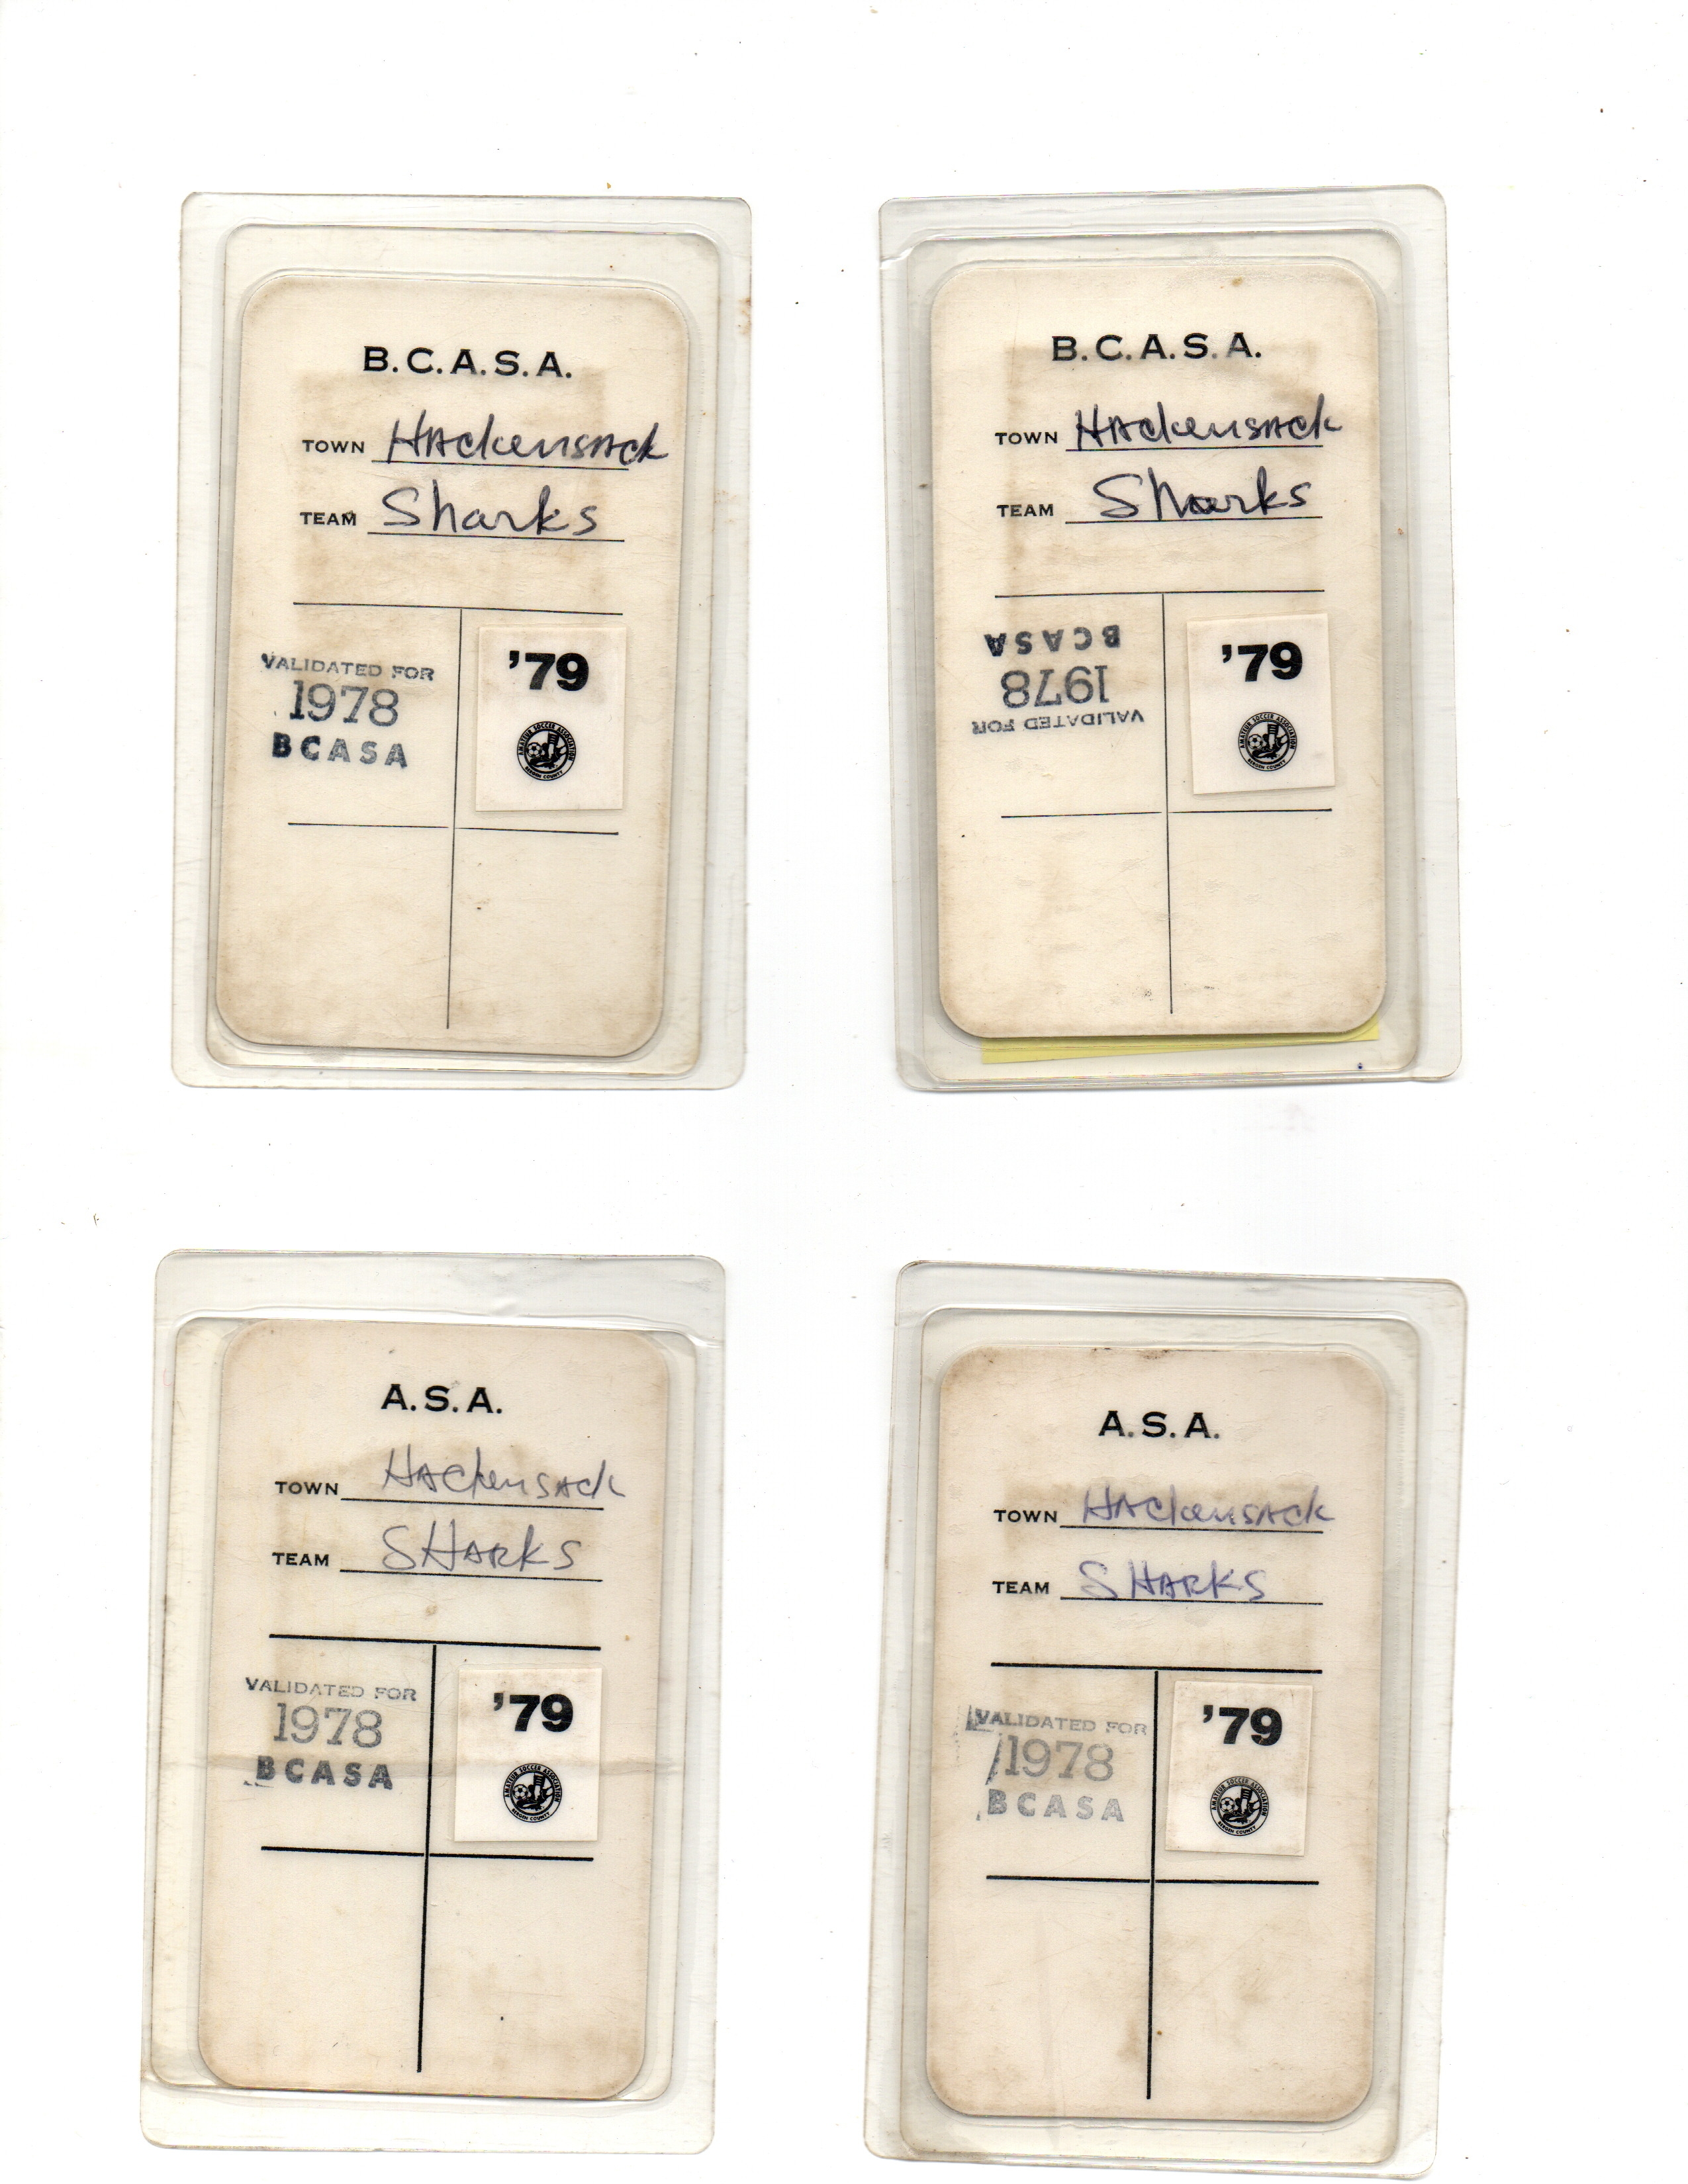 B.C.A.S.A.
TOWN HAckensAck
TEAM Sharks
VALIDATED FOR
1978
BCASA
'79
AMATEUR SOCCER ASSOCIATION
BERGEN COUNTY
B.C.A.S.A.
TOWN HAckensAck
TEAM Sharks
VALIDATED FOR
1978
BCASA
'79
AMATEUR SOCCER ASSOCIATION
BERGEN COUNTY
A.S.A.
TOWN HACkensAck
TEAM SHARKS
VALIDATED FOR
1978
BCASA
'79
AMATEUR SOCCER ASSOCIATION
BERGEN COUNTY
A.S.A.
TOWN HACkensACk
TEAM SHARKS
VALIDATED FOR
1978
BCASA
'79
AMATEUR SOCCER ASSOCIATION
BERGEN COUNTY